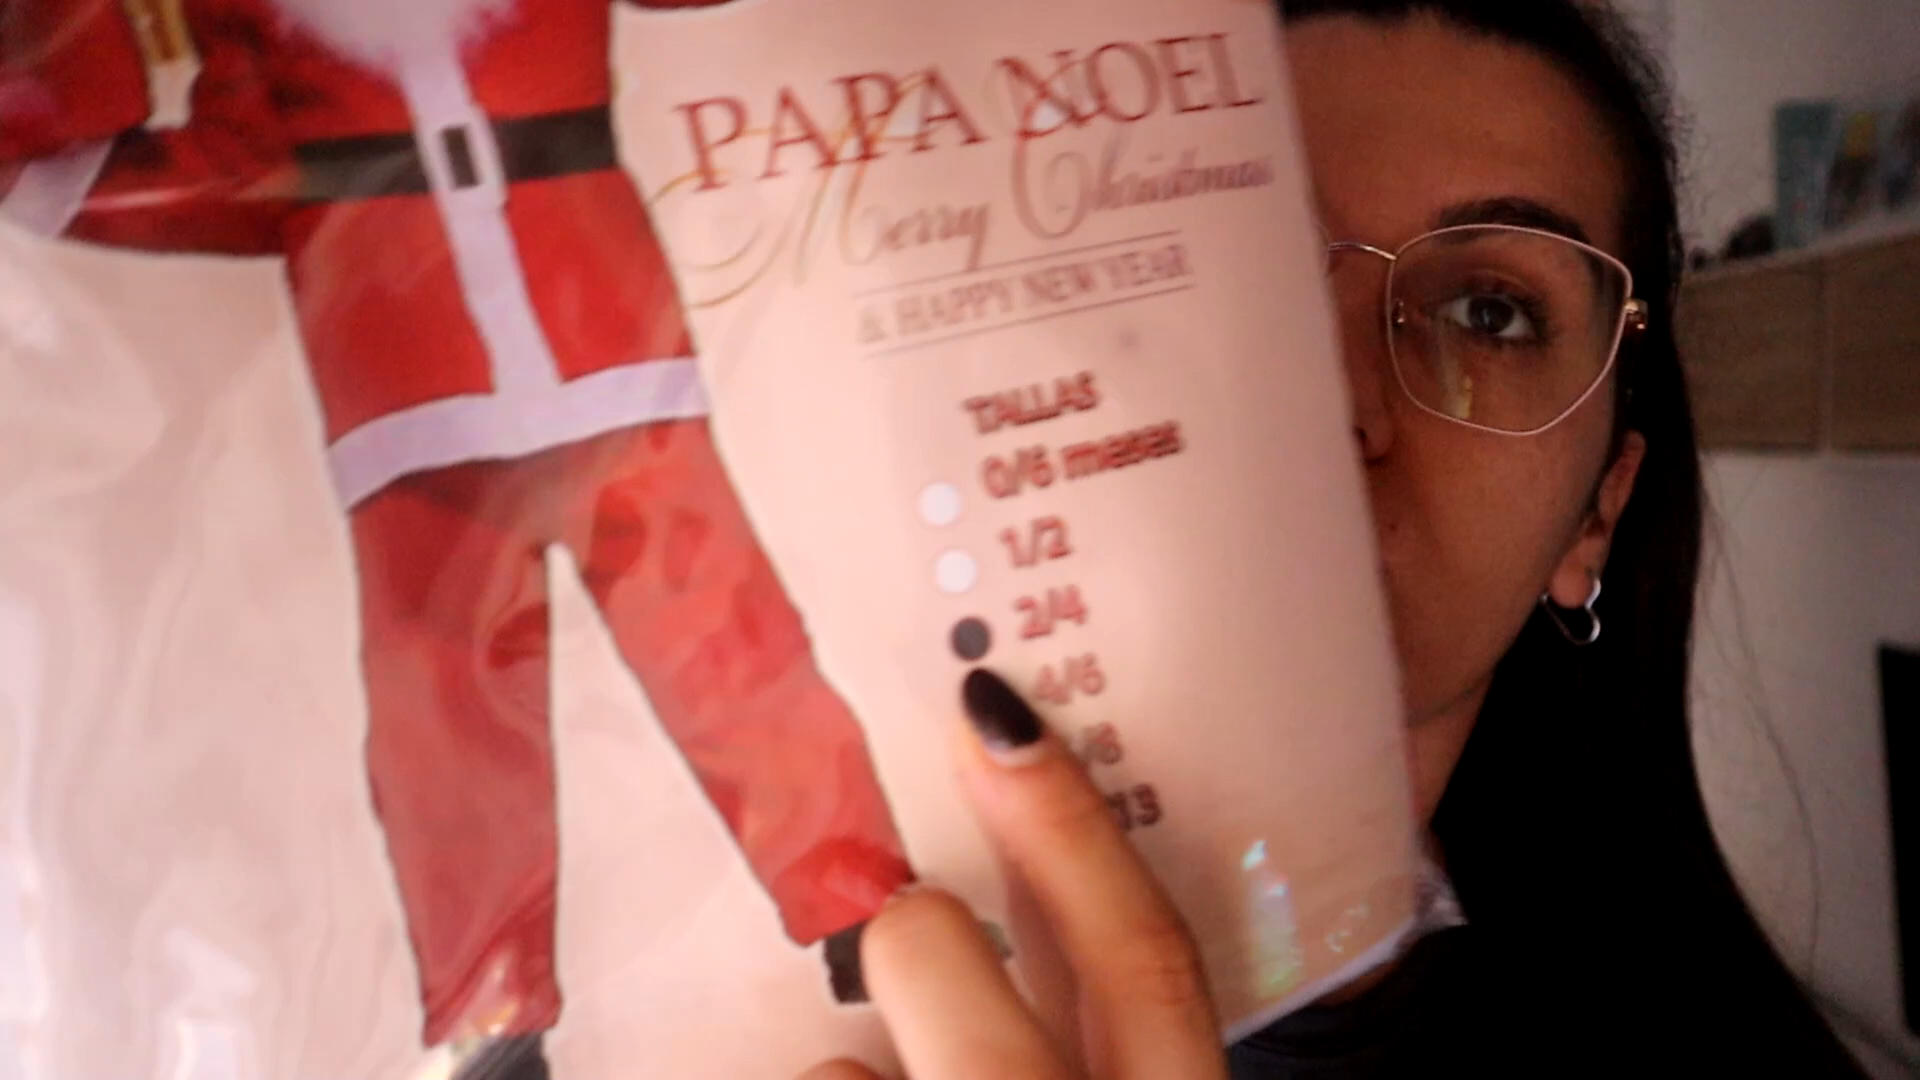 PAPA NOEL
Merry Christmas
& HAPPY NEW YEAR
TALLAS
0/6 meses
1/2
2/4
4/6